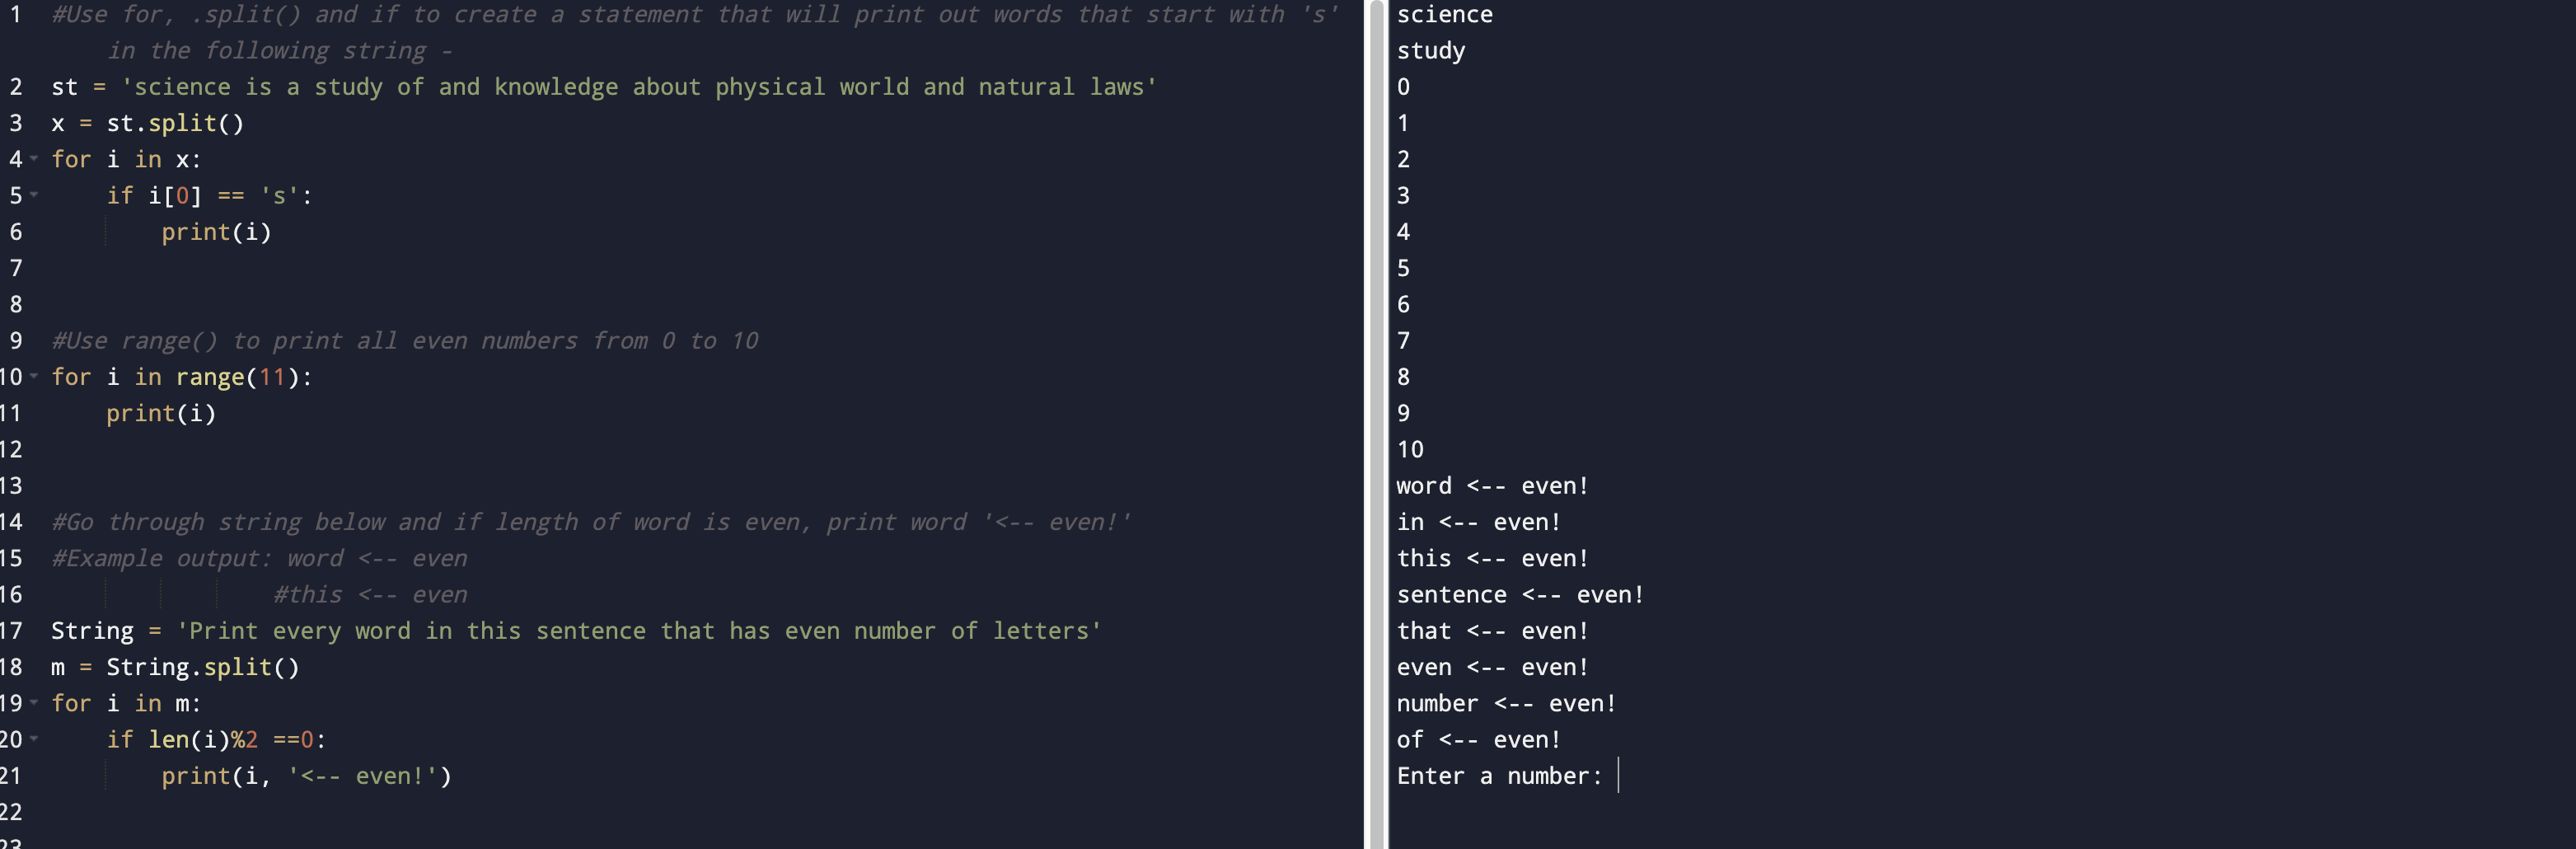 1 #Use for, .split() and if to create a statement that will print out words that start with 's'
in the following string -
2 st = 'science is a study of and knowledge about physical world and natural laws'
3 x = st.split()
4 for i in x:
5     if i[0] == 's':
6         print(i)
7
8
9 #Use range() to print all even numbers from 0 to 10
10 for i in range(11):
11     print(i)
12
13
14 #Go through string below and if length of word is even, print word '<-- even!'
15 #Example output: word <-- even
16                 #this <-- even
17 String = 'Print every word in this sentence that has even number of letters'
18 m = String.split()
19 for i in m:
20     if len(i)%2 ==0:
21         print(i, '<-- even!')
22
23
science
study
0
1
2
3
4
5
6
7
8
9
10
word <-- even!
in <-- even!
this <-- even!
sentence <-- even!
that <-- even!
even <-- even!
number <-- even!
of <-- even!
Enter a number: